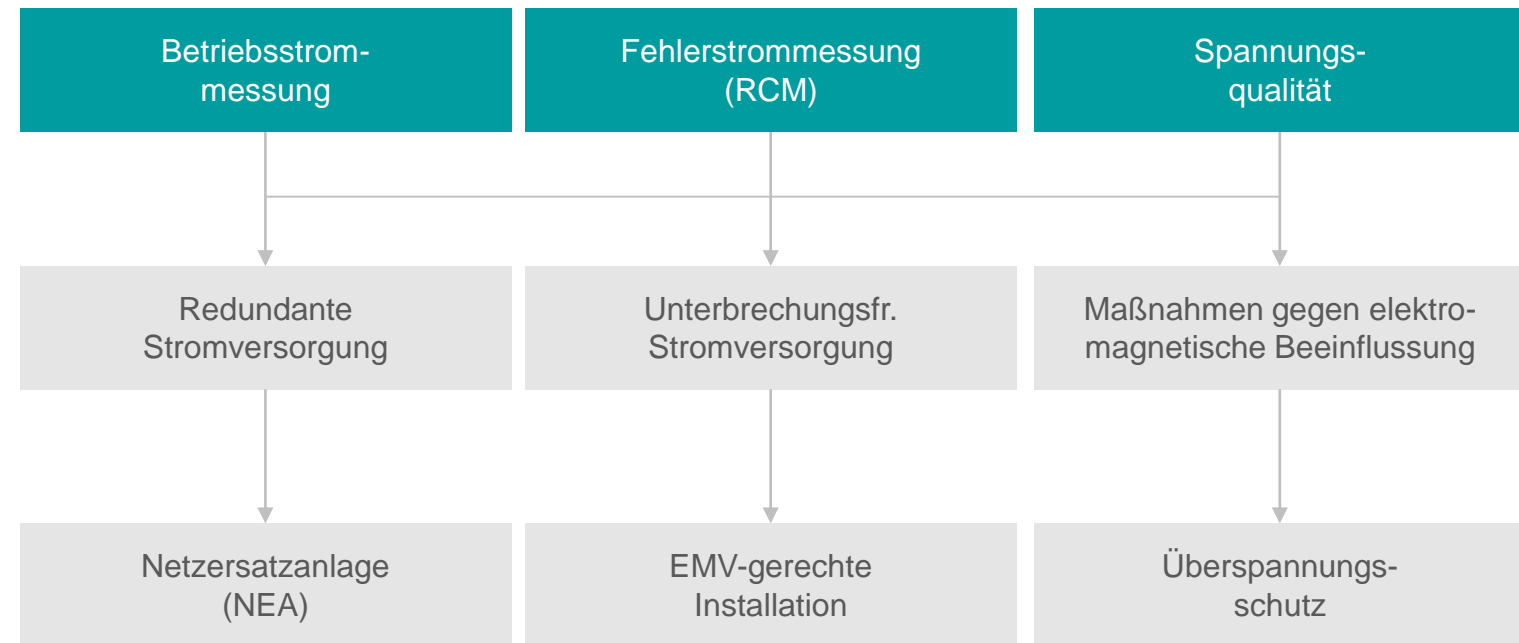 Betriebsstrom-
messung
Fehlerstrommessung
(RCM)
Spannungs-
qualität
Redundante
Stromversorgung
Unterbrechungsfr.
Stromversorgung
Maßnahmen gegen elektro-
magnetische Beeinflussung
Netzersatzanlage
(NEA)
EMV-gerechte
Installation
Überspannungs-
schutz